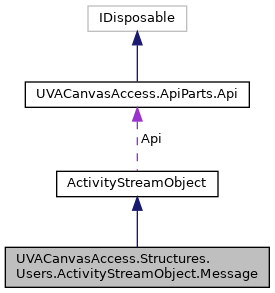 IDisposable
UVACanvasAccess.ApiParts.Api
Api
ActivityStreamObject
UVACanvasAccess.Structures.
Users.ActivityStreamObject.Message